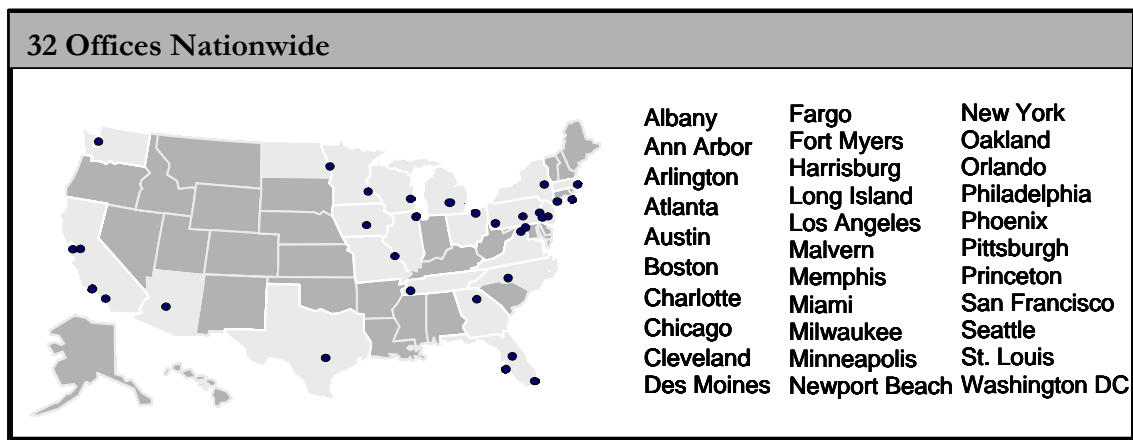 32 Offices Nationwide
Albany
Ann Arbor
Arlington
Atlanta
Austin
Boston
Charlotte
Chicago
Cleveland
Des Moines
Fargo
Fort Myers
Harrisburg
Long Island
Los Angeles
Malvern
Memphis
Miami
Milwaukee
Minneapolis
Newport Beach
New York
Oakland
Orlando
Philadelphia
Phoenix
Pittsburgh
Princeton
San Francisco
Seattle
St. Louis
Washington DC